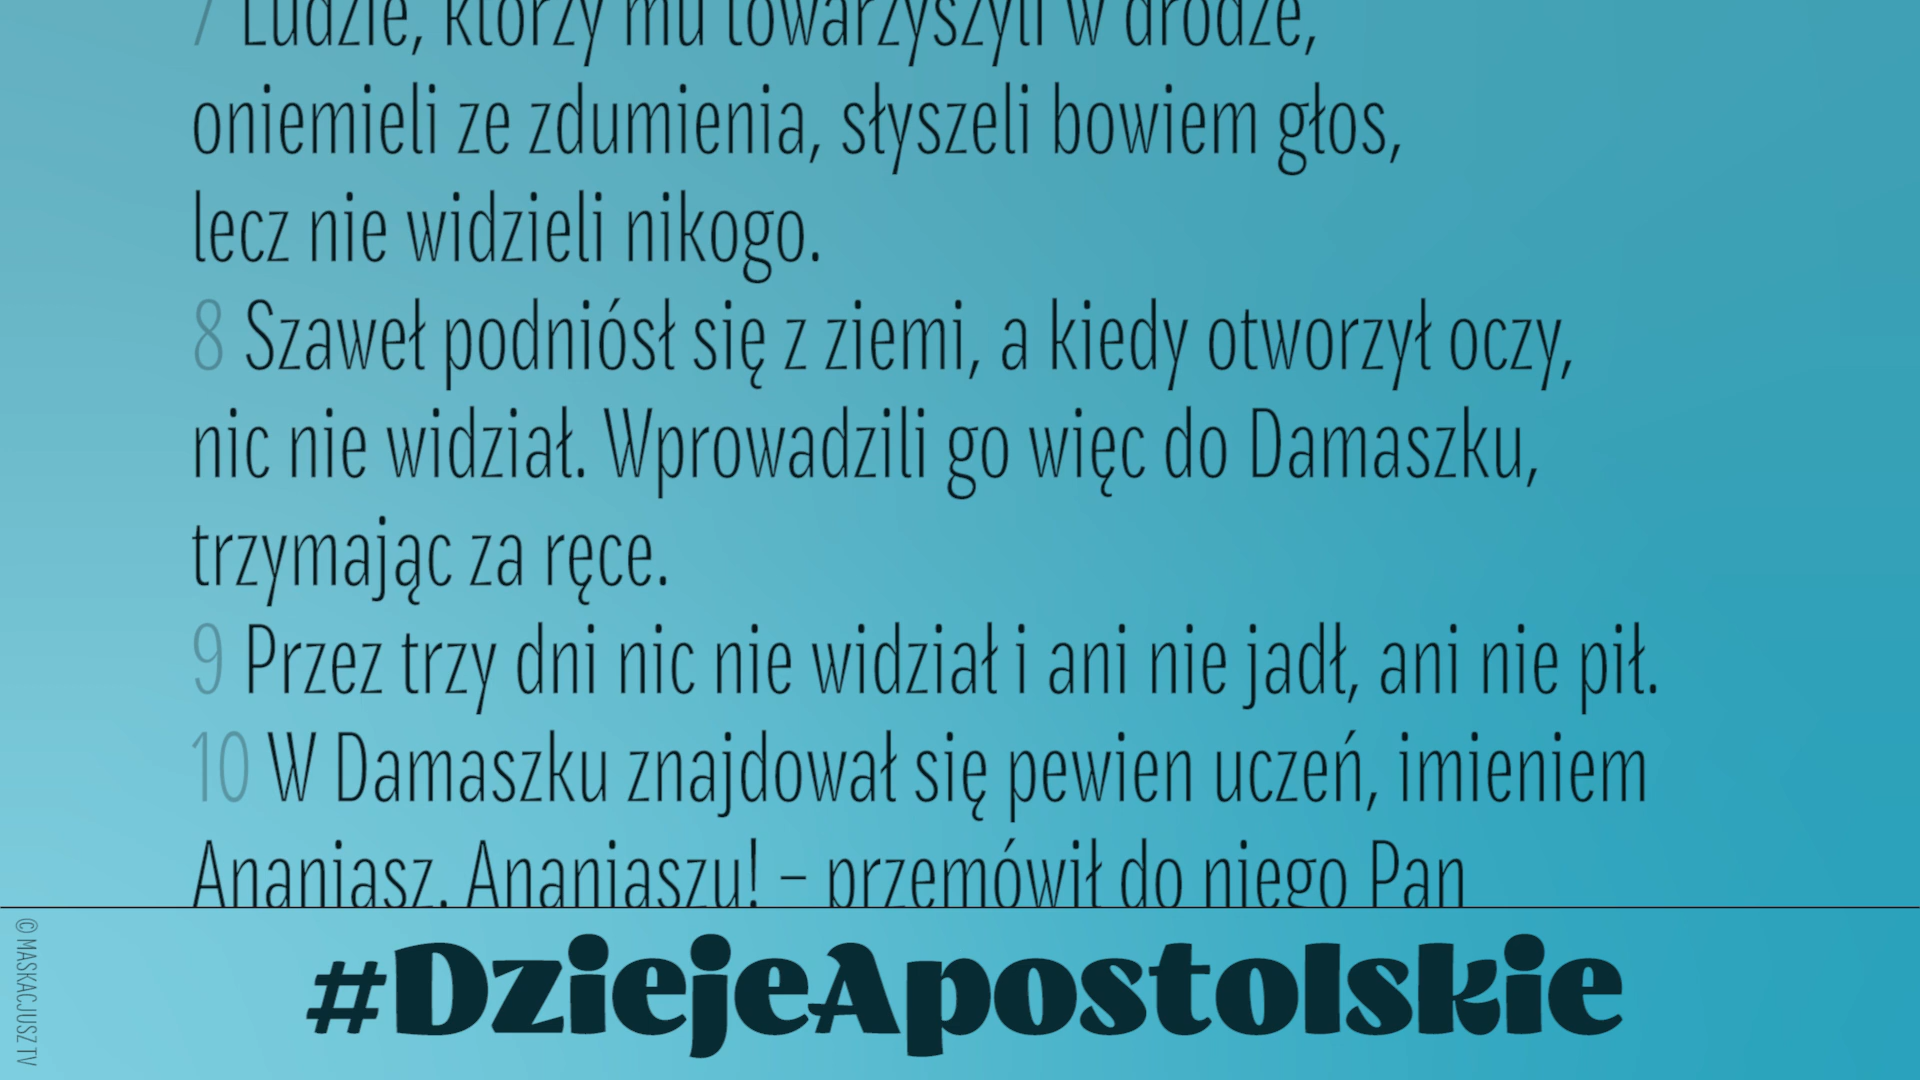 7 Ludzie, którzy mu towarzyszyli w drodze,
oniemieli ze zdumienia, słyszeli bowiem głos,
lecz nie widzieli nikogo.
8 Szaweł podniósł się z ziemi, a kiedy otworzył oczy,
nic nie widział. Wprowadzili go więc do Damaszku,
trzymając za ręce.
9 Przez trzy dni nic nie widział i ani nie jadł, ani nie pił.
10 W Damaszku znajdował się pewien uczeń, imieniem
Ananiasz. Ananiaszu! – przemówił do niego Pan
#DziejeApostolskie
© MASKACJUSZ TV